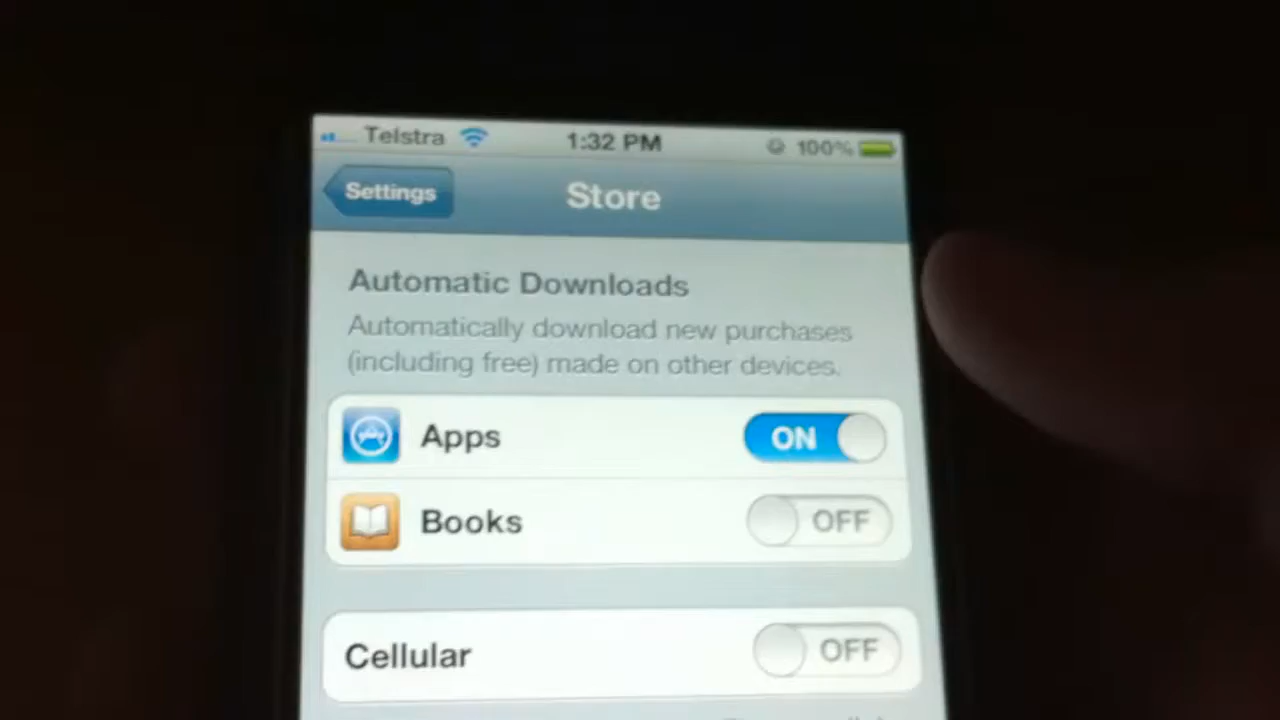 Telstra 1:32 PM 100%
Settings Store
Automatic Downloads
Automatically download new purchases
(including free) made on other devices.
Apps ON
Books OFF
Cellular OFF